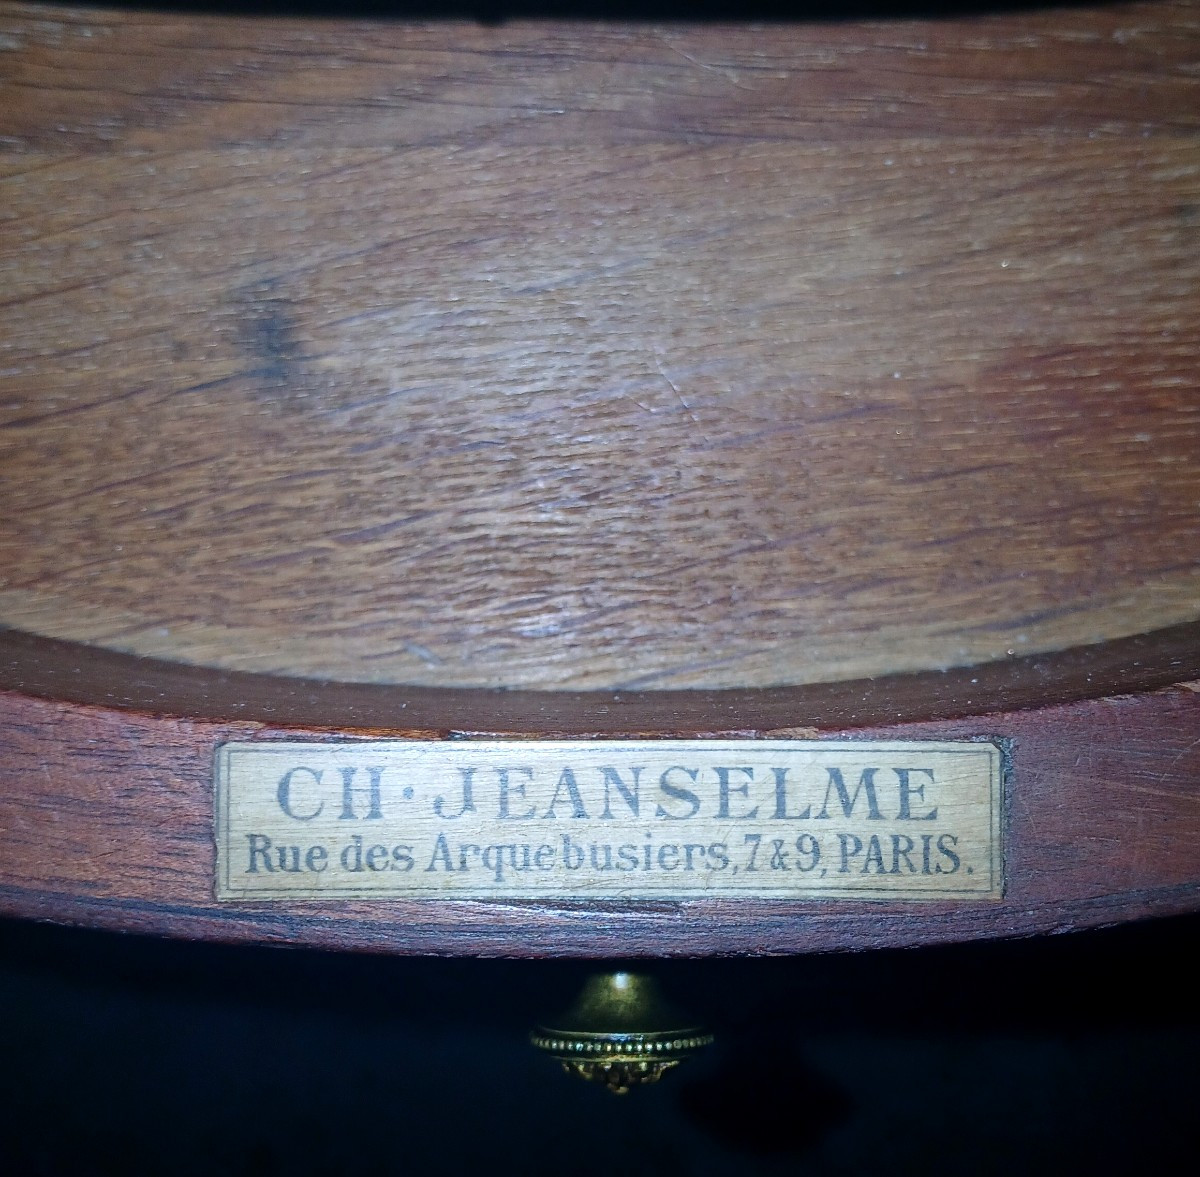 CH · JEANSELME
Rue des Arquebusiers, 7 & 9, PARIS.